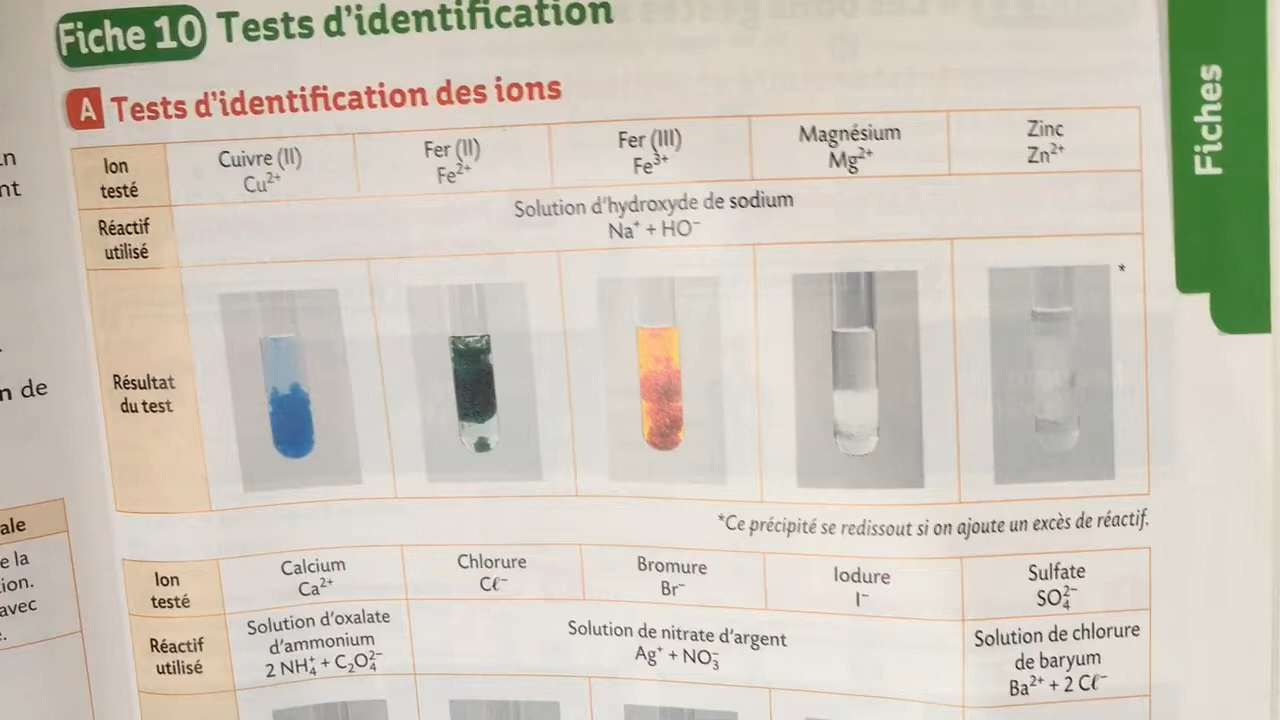 Fiche 10 Tests d'identification
A Tests d'identification des ions
Ion
testé
Cuivre (II)
Cu²⁺
Fer (II)
Fe²⁺
Fer (III)
Fe³⁺
Magnésium
Mg²⁺
Zinc
Zn²⁺
Réactif
utilisé
Solution d'hydroxyde de sodium
Na⁺ + HO⁻
Résultat
du test
*
*Ce précipité se redissout si on ajoute un excès de réactif.
Ion
testé
Calcium
Ca²⁺
Chlorure
Cℓ⁻
Bromure
Br⁻
Iodure
I⁻
Sulfate
SO₄²⁻
Réactif
utilisé
Solution d'oxalate
d'ammonium
2 NH₄⁺ + C₂O₄²⁻
Solution de nitrate d'argent
Ag⁺ + NO₃⁻
Solution de chlorure
de baryum
Ba²⁺ + 2 Cℓ⁻
Fiches
nt
n de
ale
e la
ion.
avec